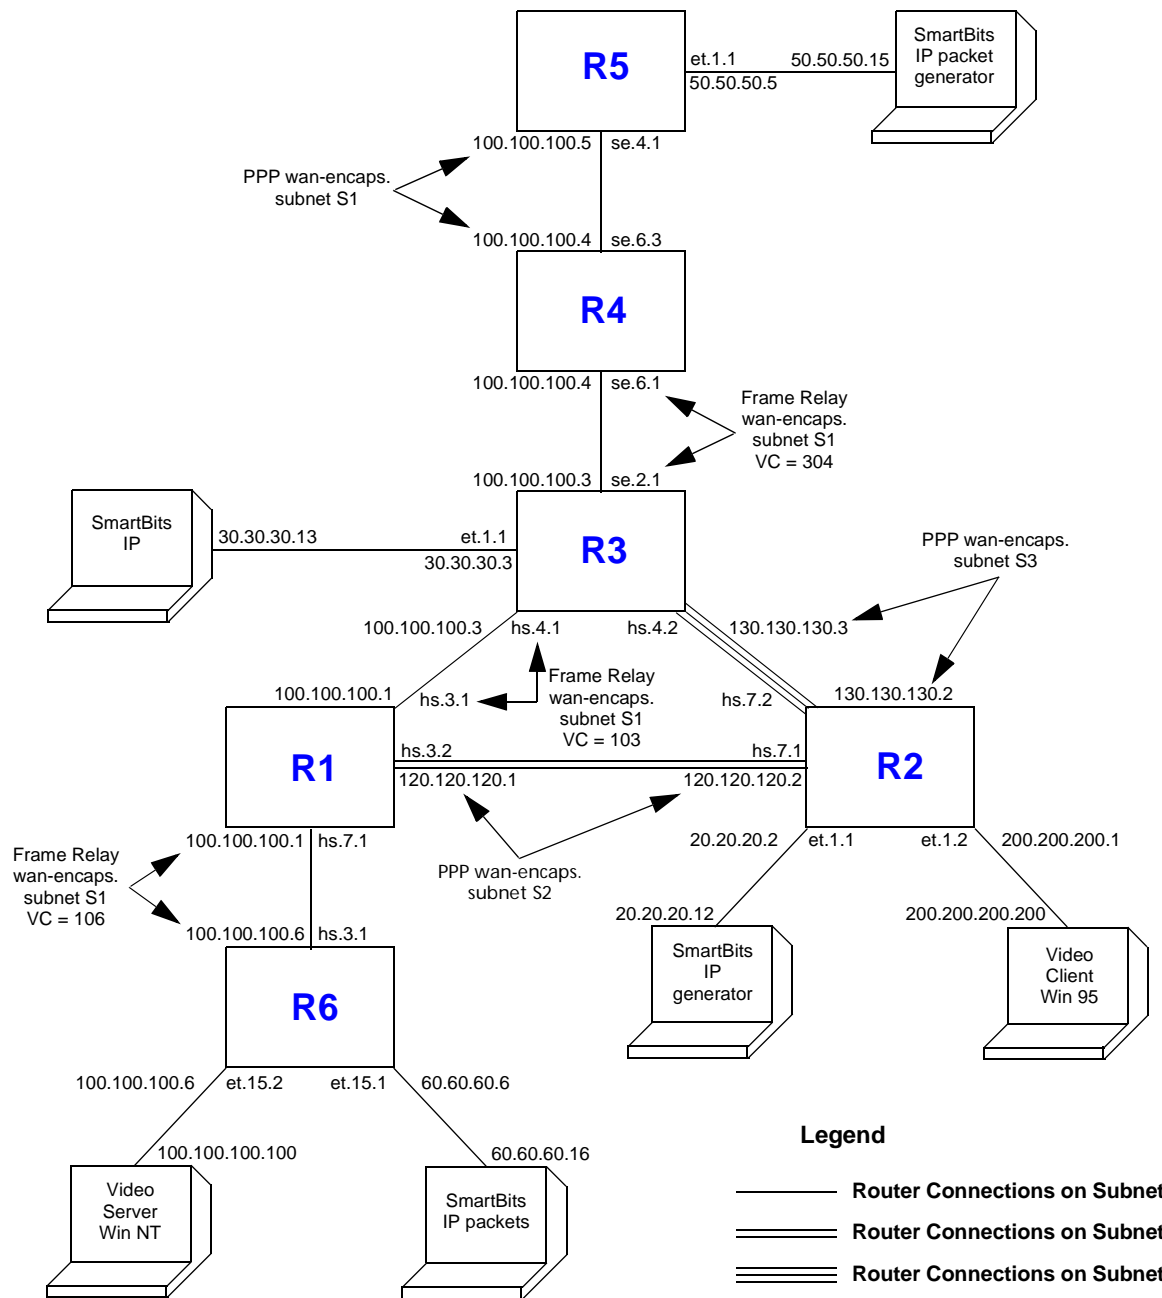 SmartBits
IP packet
generator
R5
et.1.1
50.50.50.15
50.50.50.5
100.100.100.5
se.4.1
PPP wan-encaps.
subnet S1
100.100.100.4
se.6.3
R4
100.100.100.4
se.6.1
Frame Relay
wan-encaps.
subnet S1
VC = 304
100.100.100.3
se.2.1
SmartBits
IP
30.30.30.13
et.1.1
30.30.30.3
R3
PPP wan-encaps.
subnet S3
100.100.100.3
hs.4.1
hs.4.2
130.130.130.3
100.100.100.1
hs.3.1
Frame Relay
wan-encaps.
subnet S1
VC = 103
hs.7.2
130.130.130.2
R1
hs.3.2
120.120.120.1
hs.7.1
120.120.120.2
R2
100.100.100.1
hs.7.1
Frame Relay
wan-encaps.
subnet S1
VC = 106
PPP wan-encaps.
subnet S2
20.20.20.2
et.1.1
et.1.2
200.200.200.1
100.100.100.6
hs.3.1
20.20.20.12
200.200.200.200
SmartBits
IP
generator
Video
Client
Win 95
R6
100.100.100.6
et.15.2
et.15.1
60.60.60.6
100.100.100.100
60.60.60.16
Video
Server
Win NT
SmartBits
IP packets
Legend
Router Connections on Subnet
Router Connections on Subnet
Router Connections on Subnet